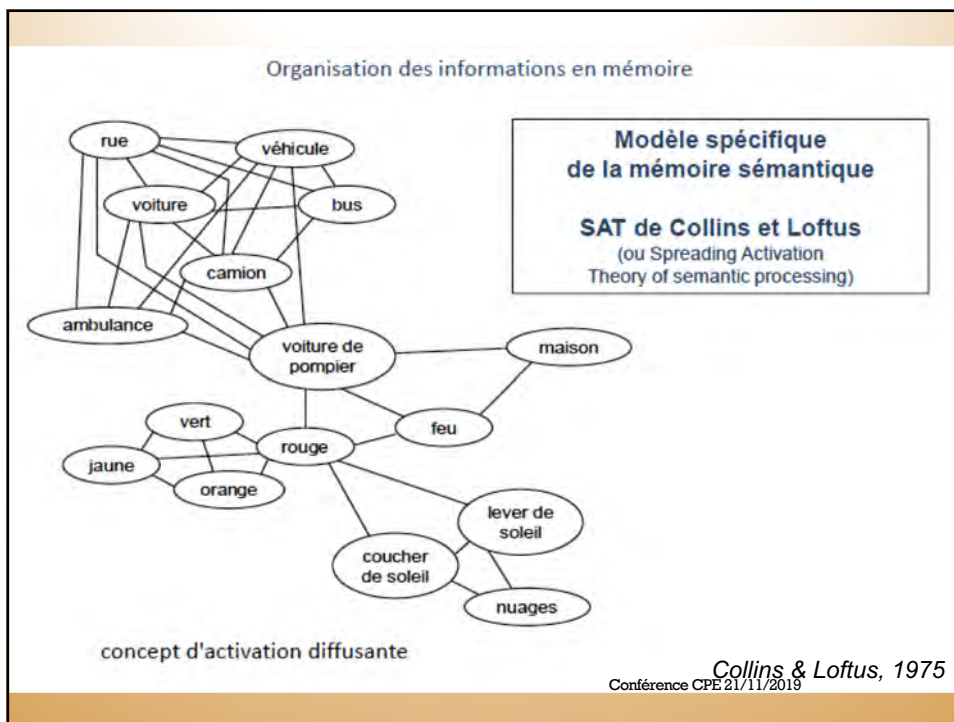 Organisation des informations en mémoire
rue
véhicule
voiture
bus
camion
ambulance
voiture de
pompier
maison
vert
rouge
feu
jaune
orange
lever de
soleil
coucher
de soleil
nuages
Modèle spécifique
de la mémoire sémantique
SAT de Collins et Loftus
(ou Spreading Activation
Theory of semantic processing)
concept d'activation diffusante
Collins & Loftus, 1975
Conférence CPE 21/11/2019